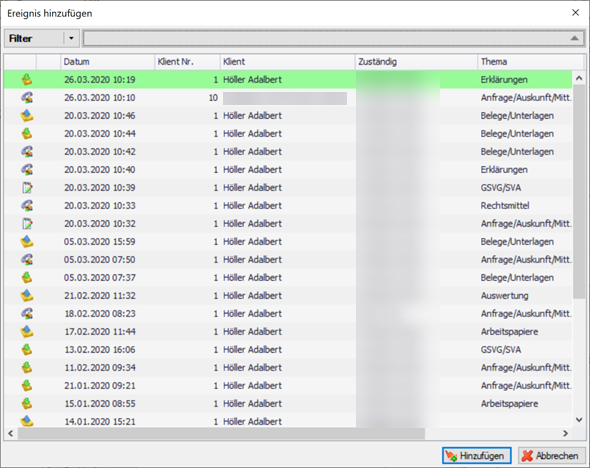 Ereignis hinzufügen
Filter
Datum Klient Nr. Klient Zuständig Thema
26.03.2020 10:19 1 Höller Adalbert Erklärungen
26.03.2020 10:10 10 Anfrage/Auskunft/Mitt.
20.03.2020 10:46 1 Höller Adalbert Belege/Unterlagen
20.03.2020 10:44 1 Höller Adalbert Belege/Unterlagen
20.03.2020 10:42 1 Höller Adalbert Belege/Unterlagen
20.03.2020 10:40 1 Höller Adalbert Erklärungen
20.03.2020 10:39 1 Höller Adalbert GSVG/SVA
20.03.2020 10:33 1 Höller Adalbert Rechtsmittel
20.03.2020 10:32 1 Höller Adalbert Anfrage/Auskunft/Mitt.
05.03.2020 15:59 1 Höller Adalbert Belege/Unterlagen
05.03.2020 07:50 1 Höller Adalbert Anfrage/Auskunft/Mitt.
05.03.2020 07:37 1 Höller Adalbert Belege/Unterlagen
21.02.2020 11:32 1 Höller Adalbert Auswertung
18.02.2020 08:23 1 Höller Adalbert Anfrage/Auskunft/Mitt.
17.02.2020 11:44 1 Höller Adalbert Arbeitspapiere
13.02.2020 16:06 1 Höller Adalbert GSVG/SVA
11.02.2020 09:34 1 Höller Adalbert Anfrage/Auskunft/Mitt.
21.01.2020 09:21 1 Höller Adalbert Anfrage/Auskunft/Mitt.
15.01.2020 08:55 1 Höller Adalbert Arbeitspapiere
14.01.2020 15:21 1 Höller Adalbert
Hinzufügen Abbrechen